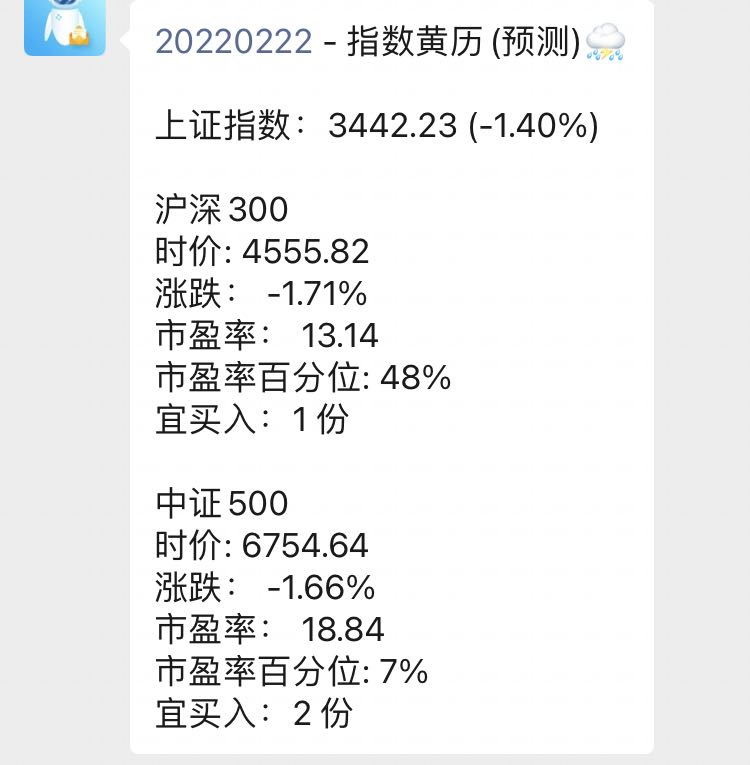 20220222 - 指数黄历 (预测)🌧️
上证指数：3442.23 (-1.40%)
沪深300
时价: 4555.82
涨跌： -1.71%
市盈率： 13.14
市盈率百分位: 48%
宜买入：1 份
中证500
时价: 6754.64
涨跌： -1.66%
市盈率： 18.84
市盈率百分位: 7%
宜买入：2 份